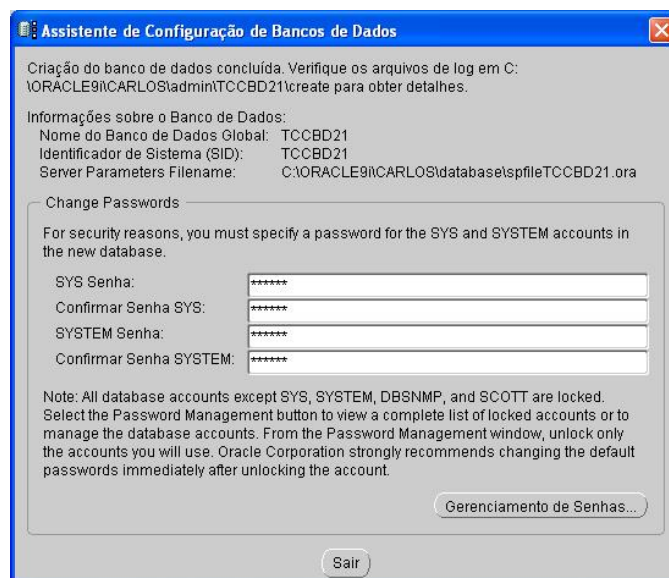 Assistente de Configuração de Bancos de Dados
Criação do banco de dados concluída. Verifique os arquivos de log em C:
\ORACLE9i\CARLOS\admin\TCCBD21\create para obter detalhes.
Informações sobre o Banco de Dados:
Nome do Banco de Dados Global: TCCBD21
Identificador de Sistema (SID): TCCBD21
Server Parameters Filename: C:\ORACLE9i\CARLOS\database\spfileTCCBD21.ora
Change Passwords
For security reasons, you must specify a password for the SYS and SYSTEM accounts in
the new database.
SYS Senha: ******
Confirmar Senha SYS: ******
SYSTEM Senha: ******
Confirmar Senha SYSTEM: ******
Note: All database accounts except SYS, SYSTEM, DBSNMP, and SCOTT are locked.
Select the Password Management button to view a complete list of locked accounts or to
manage the database accounts. From the Password Management window, unlock only
the accounts you will use. Oracle Corporation strongly recommends changing the default
passwords immediately after unlocking the account.
Gerenciamento de Senhas...
Sair